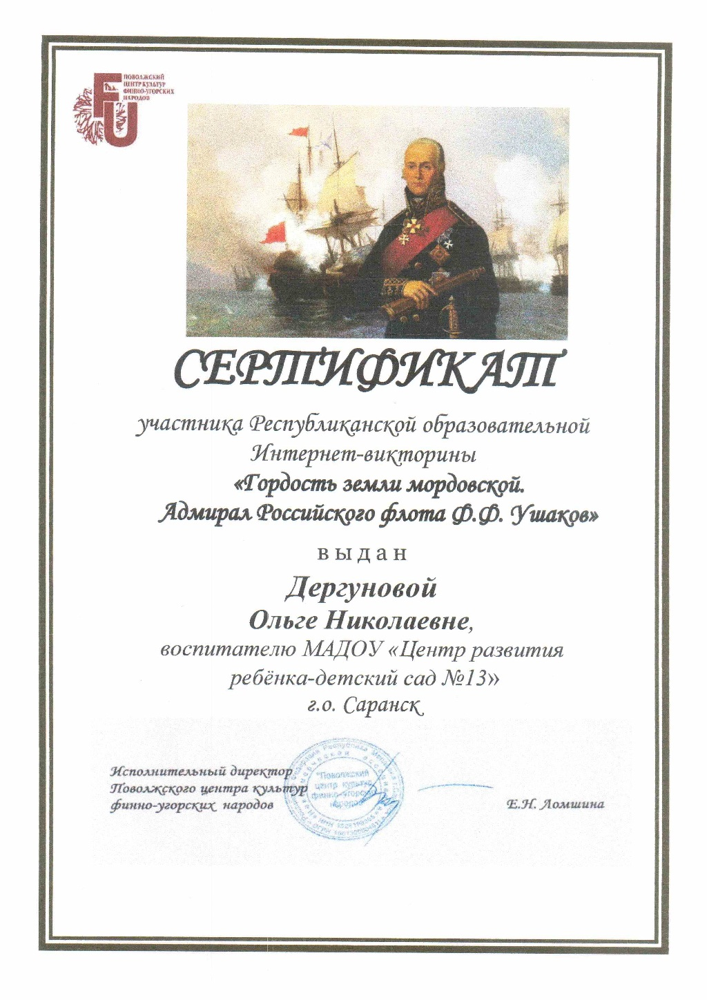 ПОВОЛЖСКИЙ
ЦЕНТР КУЛЬТУР
ФИННО-УГОРСКИХ
НАРОДОВ
FU
СЕРТИФИКАТ
участника Республиканской образовательной
Интернет-викторины
«Гордость земли мордовской.
Адмирал Российского флота Ф.Ф. Ушаков»
выдан
Дергуновой
Ольге Николаевне,
воспитателю МАДОУ «Центр развития
ребёнка-детский сад №13»
г.о. Саранск
Исполнительный директор
Поволжского центра культур
финно-угорских народов
"Поволжский
центр культур
финно-угорских
народов"
Е.Н. Ломшина